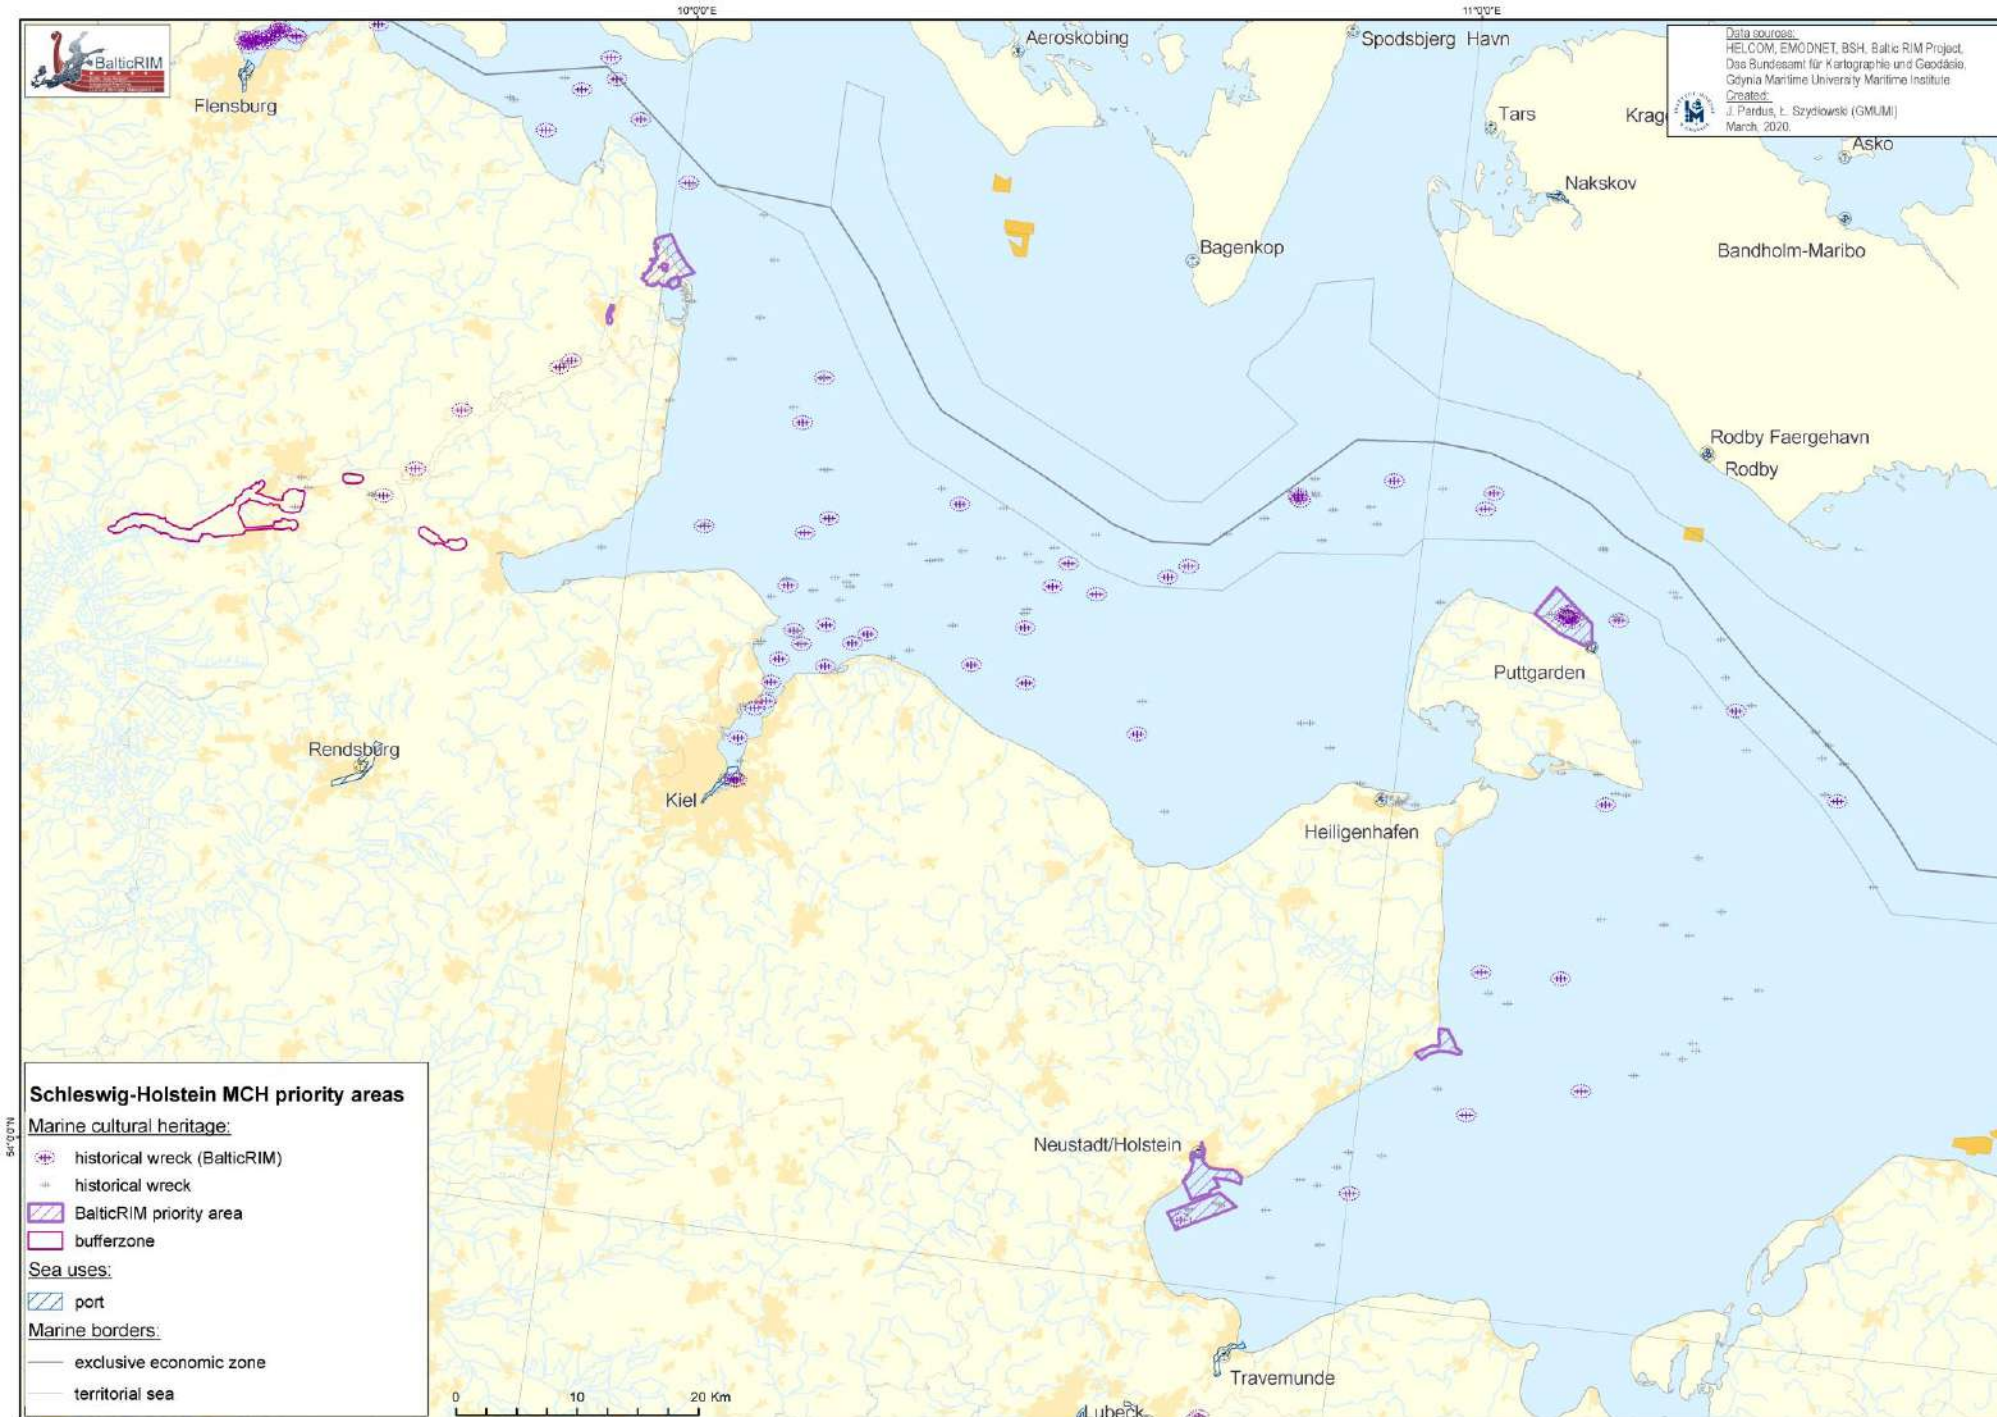 10°0'0"E
11°0'0"E
BalticRIM
Flensburg
Aeroskobing
Spodsbjerg Havn
Data sources:
HELCOM, EMODNET, BSH, Baltic RIM Project,
Das Bundesamt für Kartographie und Geodäsie,
Gdynia Maritime University Maritime Institute
Created:
J. Pardus, Ł. Szydłowski (GMUMI)
March, 2020.
Tars
Krag
Asko
Nakskov
Bagenkop
Bandholm-Maribo
Rodby Faergehavn
Rodby
Puttgarden
Rendsburg
Kiel
Heiligenhafen
Schleswig-Holstein MCH priority areas
Marine cultural heritage:
historical wreck (BalticRIM)
historical wreck
BalticRIM priority area
bufferzone
Sea uses:
port
Marine borders:
exclusive economic zone
territorial sea
54°0'0"N
Neustadt/Holstein
Travemunde
Lubeck
0 10 20 Km